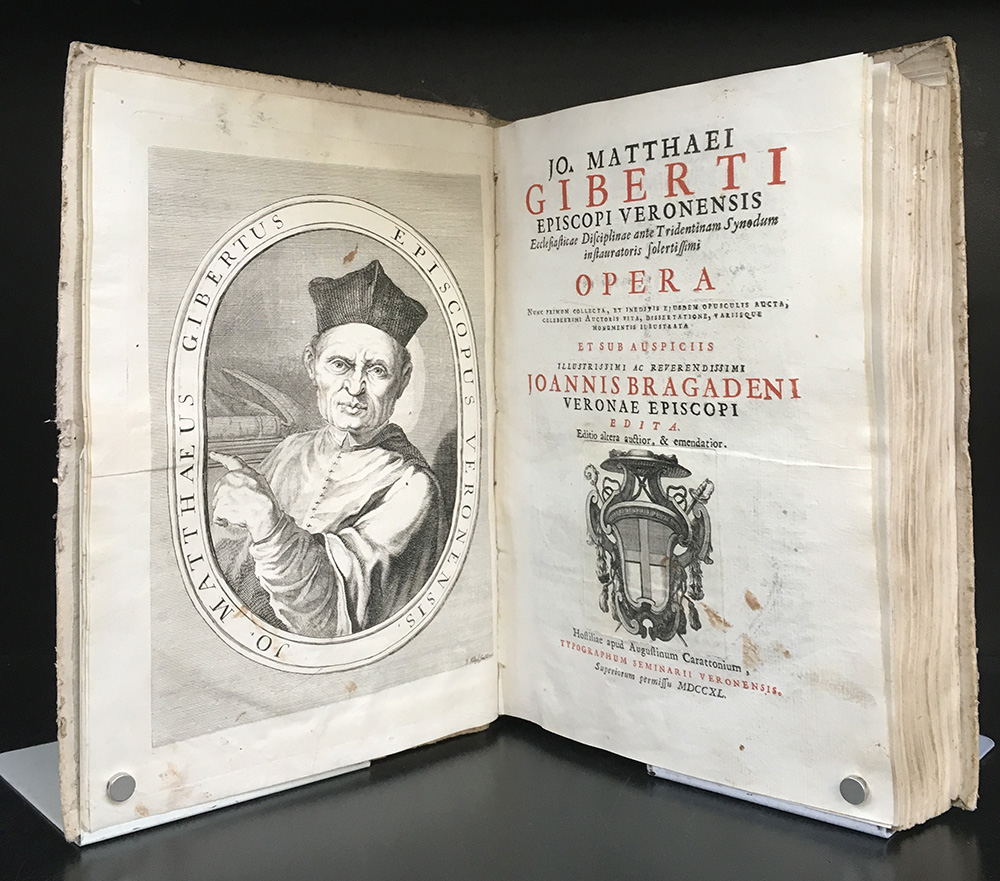 JO. MATTHAEUS GIBERTUS EPISCOPUS VERONENSIS.
JO. MATTHAEI
GIBERTI
EPISCOPI VERONENSIS
Ecclesiasticae Disciplinae ante Tridentinam Synodum
instauratoris solertissimi
OPERA
NUNC PRIMUM COLLECTA, ET INEDITIS EJUSDEM OPUSCULIS AUCTA,
CELEBERRIMI AUCTORIS VITA, DISSERTATIONE, VARIISQUE
MONUMENTIS ILLUSTRATA
ET SUB AUSPICIIS
ILLUSTRISSIMI AC REVERENDISSIMI
JOANNIS BRAGADENI
VERONAE EPISCOPI
EDITA.
Editio altera auctior, & emendatior.
Hostiliae apud Augustinum Carattonium,
TYPOGRAPHUM SEMINARII VERONENSIS.
Superiorum permissu MDCCXL.